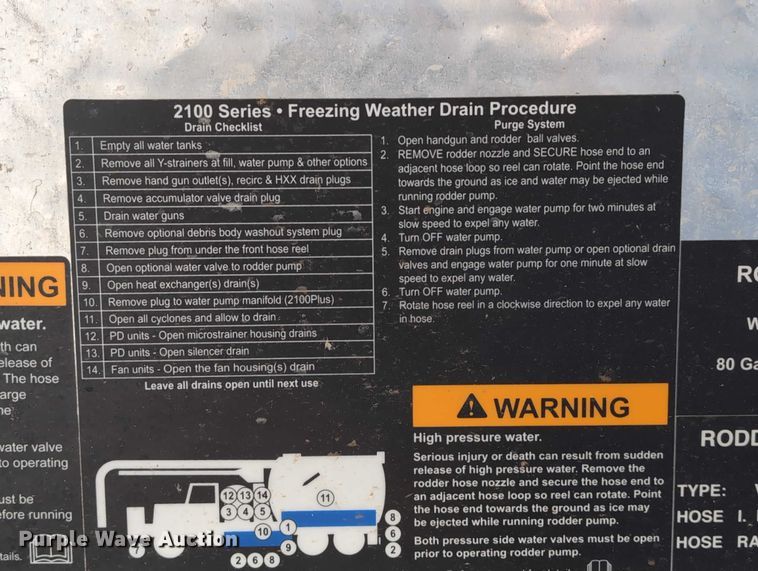 2100 Series • Freezing Weather Drain Procedure
Drain Checklist
1. Empty all water tanks
2. Remove all Y-strainers at fill, water pump & other options
3. Remove hand gun outlet(s), recirc & HXX drain plugs
4. Remove accumulator valve drain plug
5. Drain water guns
6. Remove optional debris body washout system plug
7. Remove plug from under the front hose reel
8. Open optional water valve to rodder pump
9. Open heat exchanger(s) drain(s)
10. Remove plug to water pump manifold (2100Plus)
11. Open all cyclones and allow to drain
12. PD units - Open microstrainer housing drains
13. PD units - Open silencer drain
14. Fan units - Open the fan housing(s) drain
Leave all drains open until next use
Purge System
1. Open handgun and rodder ball valves.
2. REMOVE rodder nozzle and SECURE hose end to an
adjacent hose loop so reel can rotate. Point the hose end
towards the ground as ice and water may be ejected while
running rodder pump.
3. Start engine and engage water pump for two minutes at
slow speed to expel any water.
4. Turn OFF water pump.
5. Remove drain plugs from water pump or open optional drain
valves and engage water pump for one minute at slow
speed to expel any water.
6. Turn OFF water pump.
7. Rotate hose reel in a clockwise direction to expel any water
in hose.
WARNING
High pressure water.
Serious injury or death can result from sudden
release of high pressure water. Remove the
rodder hose nozzle and secure the hose end to
an adjacent hose loop so reel can rotate. Point
the hose end towards the ground as ice may
be ejected while running rodder pump.
Both pressure side water valves must be open
prior to operating rodder pump.
for details.
12 13 14
3 4 5
11
10 1
9
7
2 6 8
8
6
2
NING
water.
th can
elease of
The hose
arge
ne
water valve
to operating
ust be
efore running
tails.
RO
W
80 Ga
RODD
TYPE: V
HOSE I.
HOSE RA
Purple Wave Auction